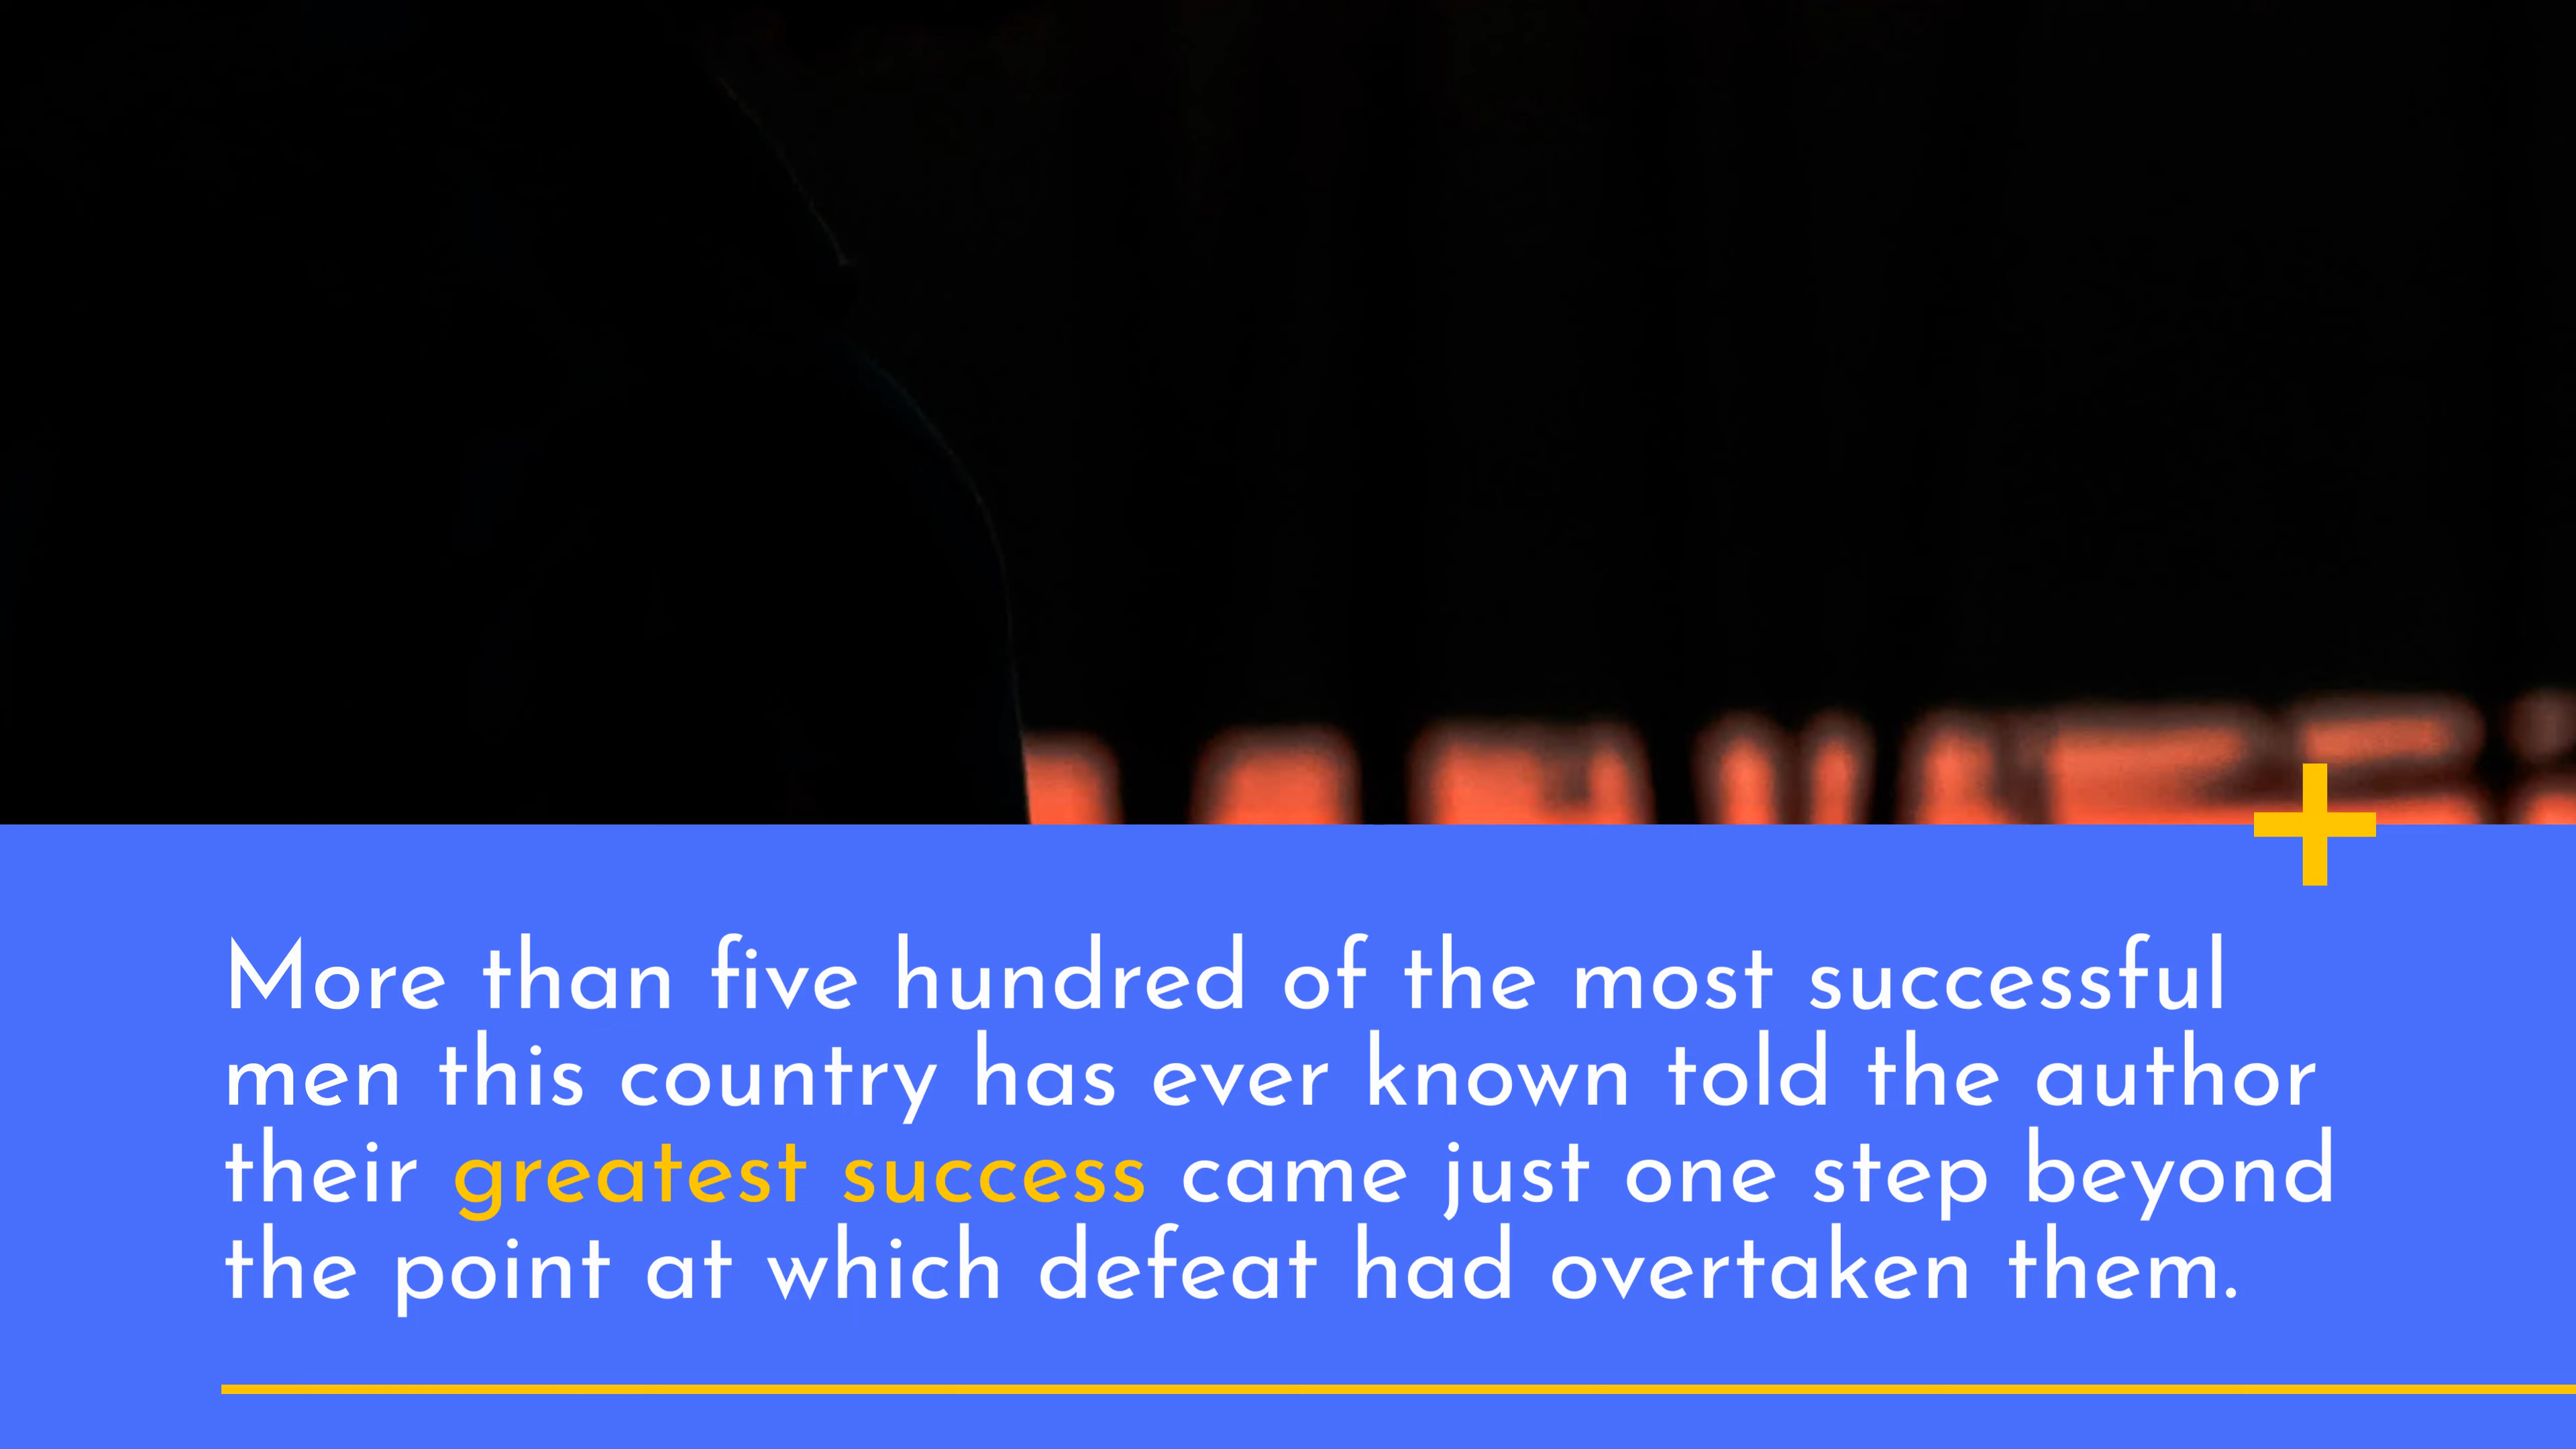 More than five hundred of the most successful
men this country has ever known told the author
their greatest success came just one step beyond
the point at which defeat had overtaken them.